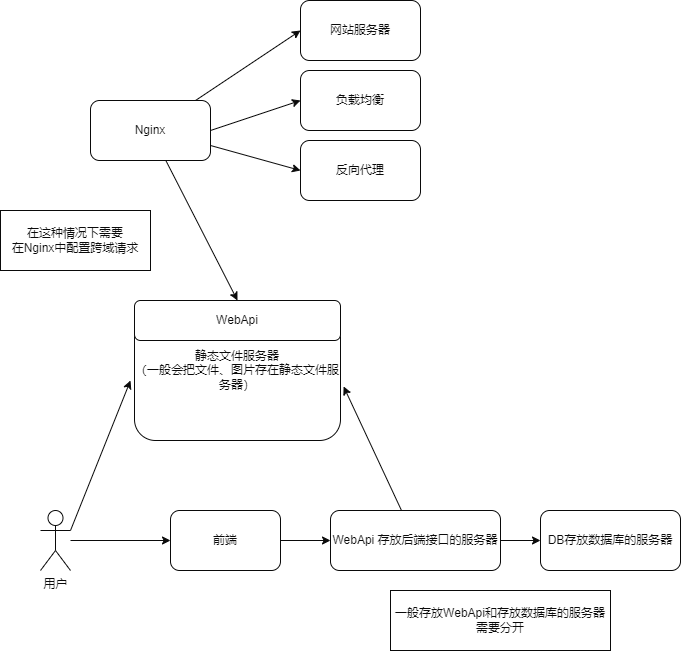 网站服务器
Nginx
负载均衡
反向代理
在这种情况下需要
在Nginx中配置跨域请求
WebApi
静态文件服务器
（一般会把文件、图片存在静态文件服
务器）
前端
WebApi 存放后端接口的服务器
DB存放数据库的服务器
用户
一般存放WebApi和存放数据库的服务器
需要分开